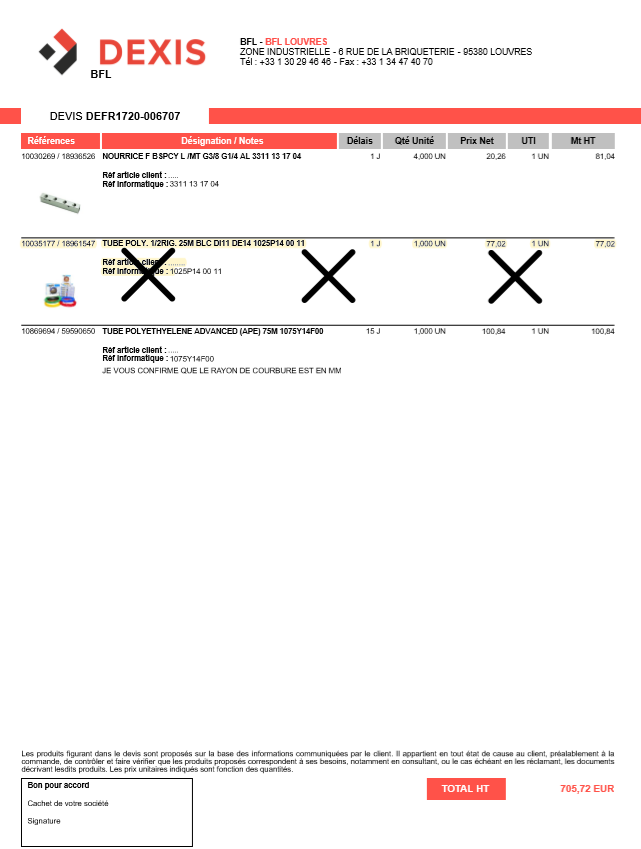 DEXIS
BFL
BFL - BFL LOUVRES
ZONE INDUSTRIELLE - 6 RUE DE LA BRIQUETERIE - 95380 LOUVRES
Tél : +33 1 30 29 46 46 - Fax : +33 1 34 47 40 70
DEVIS DEFR1720-006707
Références Désignation / Notes Délais Qté Unité Prix Net UTI Mt HT
10030269 / 18936526 NOURRICE F BSPCY L /MT G3/8 G1/4 AL 3311 13 17 04 1 J 4,000 UN 20,26 1 UN 81,04
Réf article client : .....
Réf informatique : 3311 13 17 04
10035177 / 18961547 TUBE POLY. 1/2RIG. 25M BLC DI11 DE14 1025P14 00 11 1 J 1,000 UN 77,02 1 UN 77,02
Réf article client : ........
Réf informatique : 1025P14 00 11
10869694 / 59590650 TUBE POLYETHYELENE ADVANCED (APE) 75M 1075Y14F00 15 J 1,000 UN 100,84 1 UN 100,84
Réf article client : .....
Réf informatique : 1075Y14F00
JE VOUS CONFIRME QUE LE RAYON DE COURBURE EST EN MM
Les produits figurant dans le devis sont proposés sur la base des informations communiquées par le client. Il appartient en tout état de cause au client, préalablement à la
commande, de contrôler et faire vérifier que les produits proposés correspondent à ses besoins, notamment en consultant, ou le cas échéant en les réclamant, les documents
décrivant lesdits produits. Les prix unitaires indiqués sont fonction des quantités.
Bon pour accord
Cachet de votre société
Signature
TOTAL HT 705,72 EUR